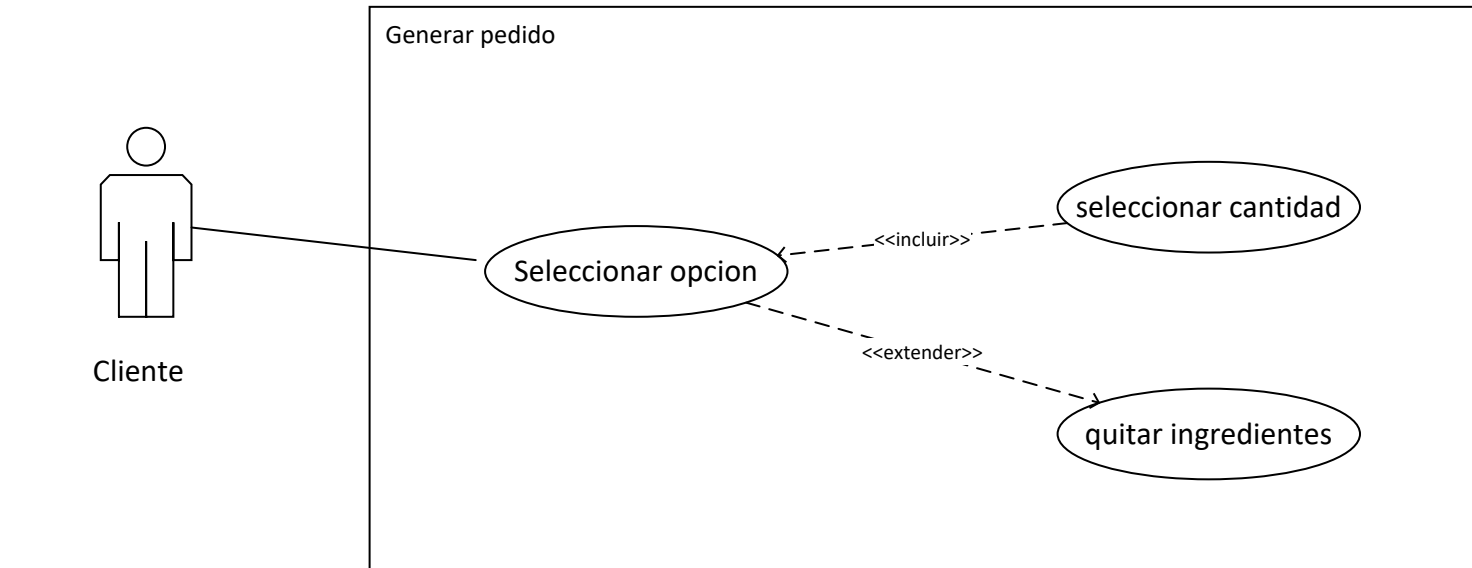 Generar pedido
seleccionar cantidad
<<incluir>>
Seleccionar opcion
<<extender>>
Cliente
quitar ingredientes